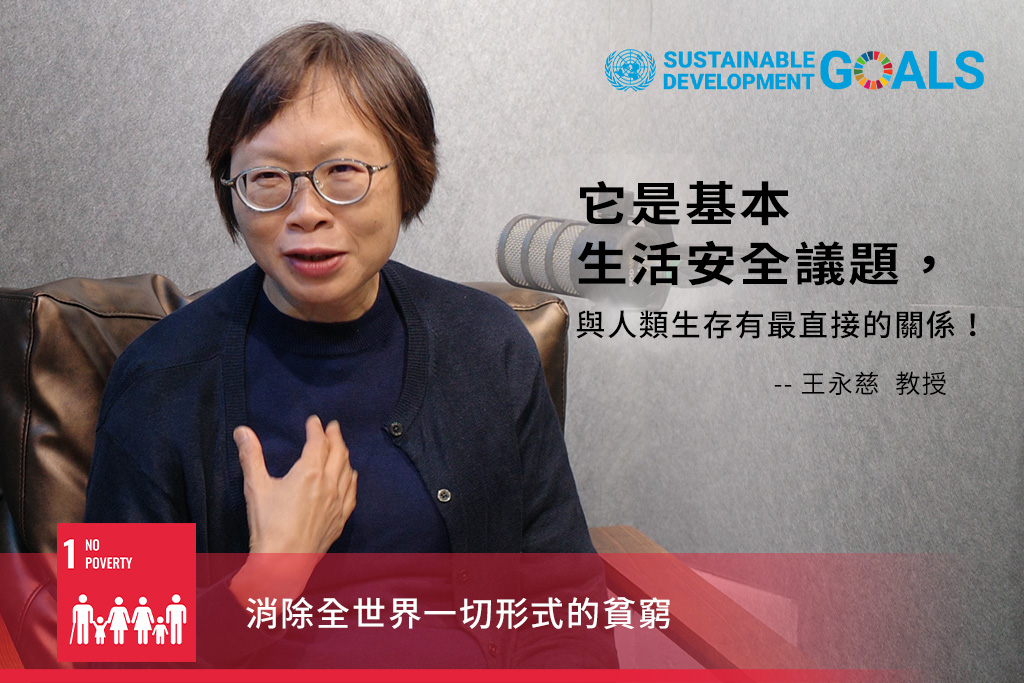 SUSTAINABLE
DEVELOPMENT
GOALS
它是基本
生活安全議題，
與人類生存有最直接的關係！
-- 王永慈 教授
1 NO
POVERTY
消除全世界一切形式的貧窮